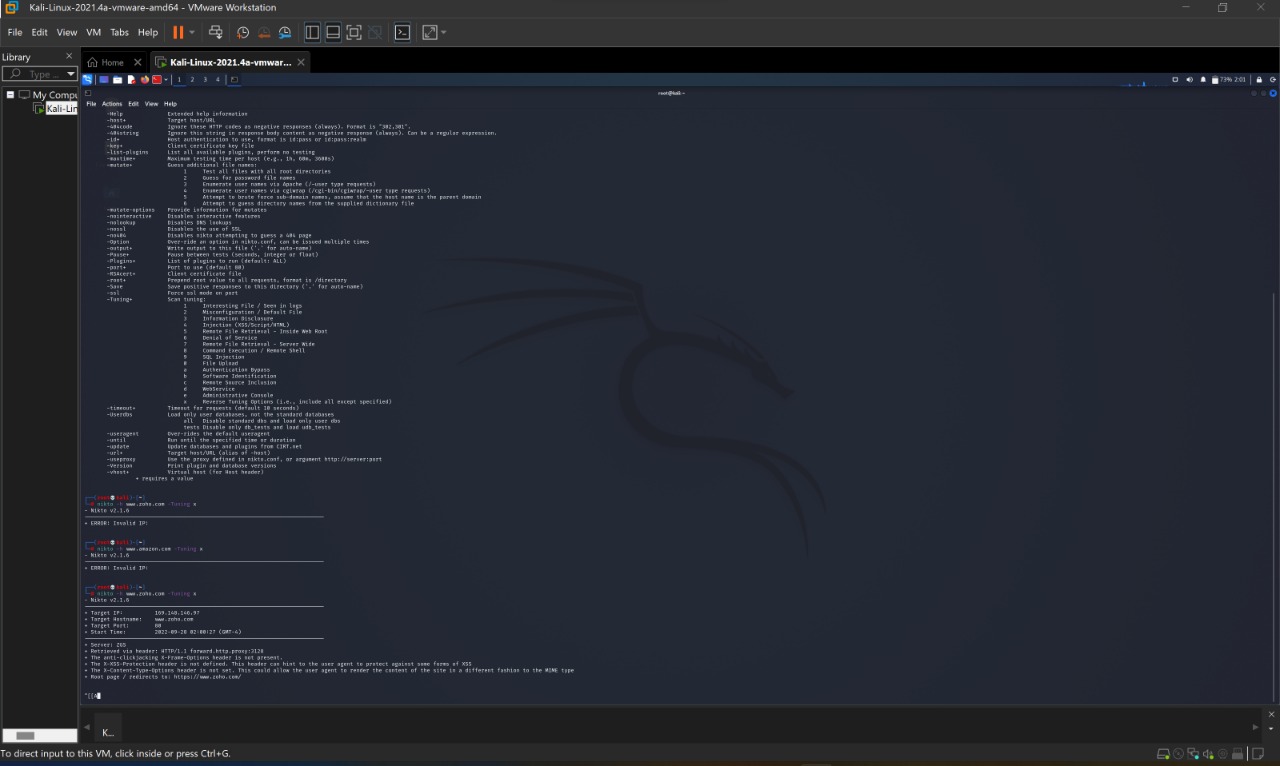 Kali-Linux-2021.4a-vmware-amd64 - VMware Workstation
File Edit View VM Tabs Help
Library
Type ...
Home
Kali-Linux-2021.4a-vmwar...
My Compu
Kali-Lin
1 2 3 4
73% 2:01
root@kali: ~
File Actions Edit View Help
-Help Extended help information
-host+ Target host/URL
-404code Ignore these HTTP codes as negative responses (always). Format is "302,301".
-404string Ignore this string in response body content as negative response (always). Can be a regular expression.
-id+ Host authentication to use, format is id:pass or id:pass:realm
-key+ Client certificate key file
-list-plugins List all available plugins, perform no testing
-maxtime+ Maximum testing time per host (e.g., 1h, 60m, 3600s)
-mutate+ Guess additional file names:
1 Test all files with all root directories
2 Guess for password file names
3 Enumerate user names via Apache (/~user type requests)
4 Enumerate user names via cgiwrap (/cgi-bin/cgiwrap/~user type requests)
5 Attempt to brute force sub-domain names, assume that the host name is the parent domain
6 Attempt to guess directory names from the supplied dictionary file
-mutate-options Provide information for mutates
-nointeractive Disables interactive features
-nolookup Disables DNS lookups
-nossl Disables the use of SSL
-no404 Disables nikto attempting to guess a 404 page
-Option Over-ride an option in nikto.conf, can be issued multiple times
-output+ Write output to this file ('.' for auto-name)
-Pause+ Pause between tests (seconds, integer or float)
-Plugins+ List of plugins to run (default: ALL)
-port+ Port to use (default 80)
-RSAcert+ Client certificate file
-root+ Prepend root value to all requests, format is /directory
-Save Save positive responses to this directory ('.' for auto-name)
-ssl Force ssl mode on port
-Tuning+ Scan tuning:
1 Interesting File / Seen in logs
2 Misconfiguration / Default File
3 Information Disclosure
4 Injection (XSS/Script/HTML)
5 Remote File Retrieval - Inside Web Root
6 Denial of Service
7 Remote File Retrieval - Server Wide
8 Command Execution / Remote Shell
9 SQL Injection
0 File Upload
a Authentication Bypass
b Software Identification
c Remote Source Inclusion
d WebService
e Administrative Console
x Reverse Tuning Options (i.e., include all except specified)
-timeout+ Timeout for requests (default 10 seconds)
-Userdbs Load only user databases, not the standard databases
all Disable standard dbs and load only user dbs
tests Disable only db_tests and load udb_tests
-useragent Over-rides the default useragent
-until Run until the specified time or duration
-update Update databases and plugins from CIRT.net
-url+ Target host/URL (alias of -host)
-useproxy Use the proxy defined in nikto.conf, or argument http://server:port
-Version Print plugin and database versions
-vhost+ Virtual host (for Host header)
+ requires a value
(root kali)-[~]
# nikto -h www.zoho.com -Tuning x
- Nikto v2.1.6
+ ERROR: Invalid IP:
(root kali)-[~]
# nikto -h www.amazon.com -Tuning x
- Nikto v2.1.6
+ ERROR: Invalid IP:
(root kali)-[~]
# nikto -h www.zoho.com -Tuning x
- Nikto v2.1.6
+ Target IP: 169.148.146.97
+ Target Hostname: www.zoho.com
+ Target Port: 80
+ Start Time: 2022-09-28 02:00:27 (GMT-4)
+ Server: ZGS
+ Retrieved via header: HTTP/1.1 forward.http.proxy:3128
+ The anti-clickjacking X-Frame-Options header is not present.
+ The X-XSS-Protection header is not defined. This header can hint to the user agent to protect against some forms of XSS
+ The X-Content-Type-Options header is not set. This could allow the user agent to render the content of the site in a different fashion to the MIME type
+ Root page / redirects to: https://www.zoho.com/
^[[A
K...
To direct input to this VM, click inside or press Ctrl+G.